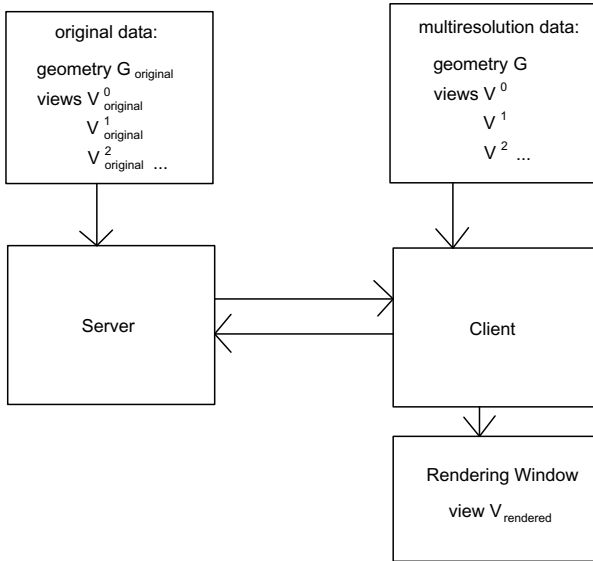 original data:
geometry G original
views V 0 original
V 1 original
V 2 original ...
multiresolution data:
geometry G
views V 0
V 1
V 2 ...
Server
Client
Rendering Window
view V rendered